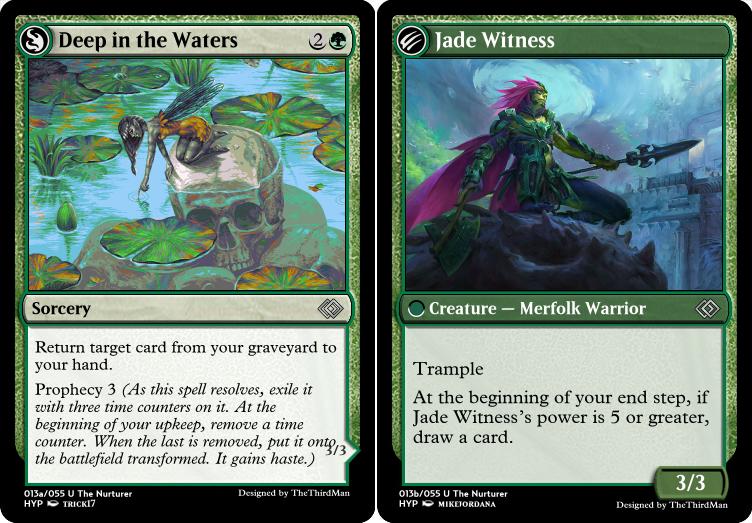 Deep in the Waters 2
Sorcery
Return target card from your graveyard to
your hand.
Prophecy 3 (As this spell resolves, exile it
with three time counters on it. At the
beginning of your upkeep, remove a time
counter. When the last is removed, put it onto
the battlefield transformed. It gains haste.)
3/3
013a/055 U The Nurturer
HYP TRICK17
Designed by TheThirdMan
Jade Witness
Creature — Merfolk Warrior
Trample
At the beginning of your end step, if
Jade Witness's power is 5 or greater,
draw a card.
3/3
013b/055 U The Nurturer
HYP MIKEJORDANA
Designed by TheThirdMan